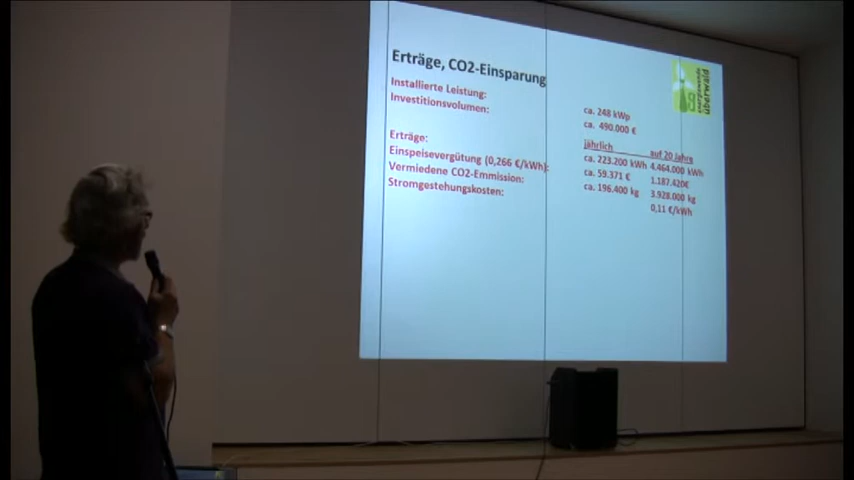 Erträge, CO2-Einsparung
Installierte Leistung: ca. 248 kWp
Investitionsvolumen: ca. 490.000 €
jährlich auf 20 Jahre
Erträge: ca. 223.200 kWh 4.464.000 kWh
Einspeisevergütung (0,266 €/kWh): ca. 59.371 € 1.187.420€
Vermiedene CO2-Emmission: ca. 196.400 kg 3.928.000 kg
Stromgestehungskosten: 0,11 €/kWh
energiewende
überwald